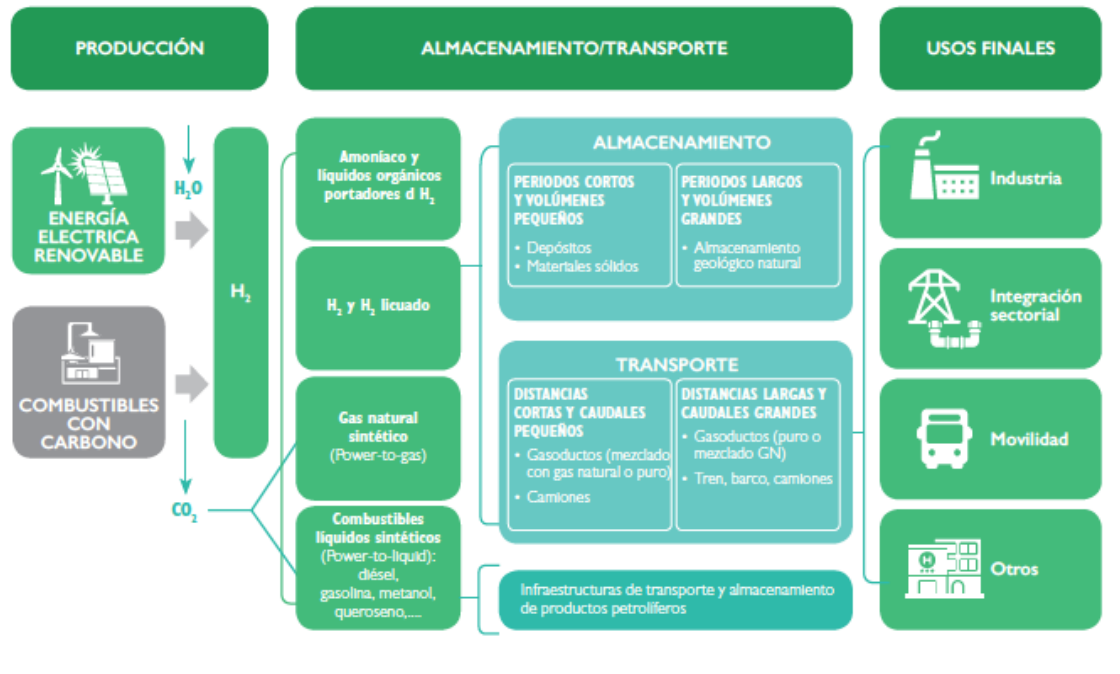 PRODUCCIÓN
ALMACENAMIENTO/TRANSPORTE
USOS FINALES
ENERGÍA
ELECTRICA
RENOVABLE
H₂O
COMBUSTIBLES
CON
CARBONO
CO₂
H₂
Amoníaco y
líquidos orgánicos
portadores d H₂
H₂ y H₂ licuado
Gas natural
sintético
(Power-to-gas)
Combustibles
líquidos sintéticos
(Power-to-liquid):
diésel,
gasolina, metanol,
queroseno,....
ALMACENAMIENTO
PERIODOS CORTOS
Y VOLÚMENES
PEQUEÑOS
• Depósitos
• Materiales sólidos
PERIODOS LARGOS
Y VOLÚMENES
GRANDES
• Almacenamiento
geológico natural
TRANSPORTE
DISTANCIAS
CORTAS Y CAUDALES
PEQUEÑOS
• Gasoductos (mezclado
con gas natural o puro)
• Camiones
DISTANCIAS LARGAS Y
CAUDALES GRANDES
• Gasoductos (puro o
mezclado GN)
• Tren, barco, camiones
Infraestructuras de transporte y almacenamiento
de productos petrolíferos
Industria
Integración
sectorial
Movilidad
H
Otros